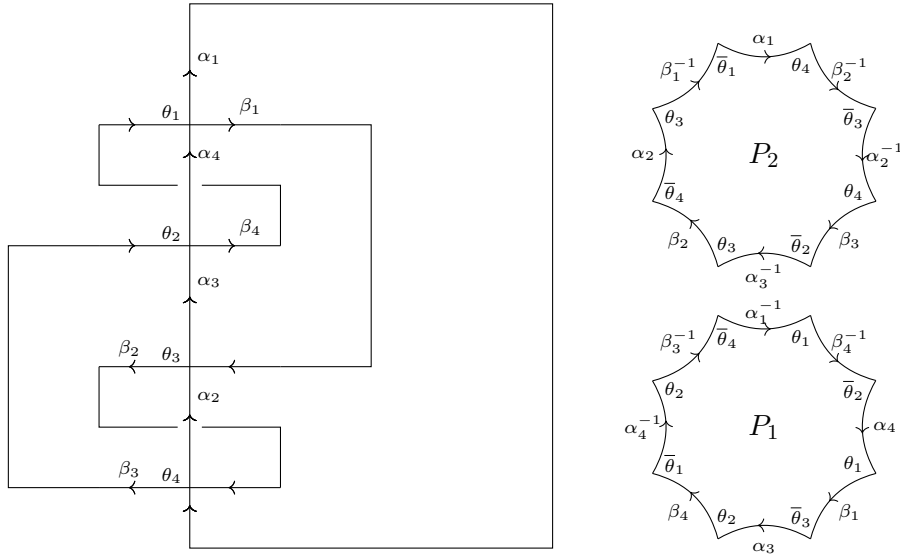 α₁
θ₁ β₁
α₄
θ₂ β₄
α₃
β₂ θ₃
α₂
β₃ θ₄
α₁
β₁⁻¹ θ̅₁ θ₄ β₂⁻¹
θ₃ θ̅₃
α₂ P₂ α₂⁻¹
θ̅₄ θ₄
β₂ θ₃ θ̅₂ β₃
α₃⁻¹
α₁⁻¹
β₃⁻¹ θ̅₄ θ₁ β₄⁻¹
θ₂ θ̅₂
α₄⁻¹ P₁ α₄
θ̅₁ θ₁
β₄ θ₂ θ̅₃ β₁
α₃